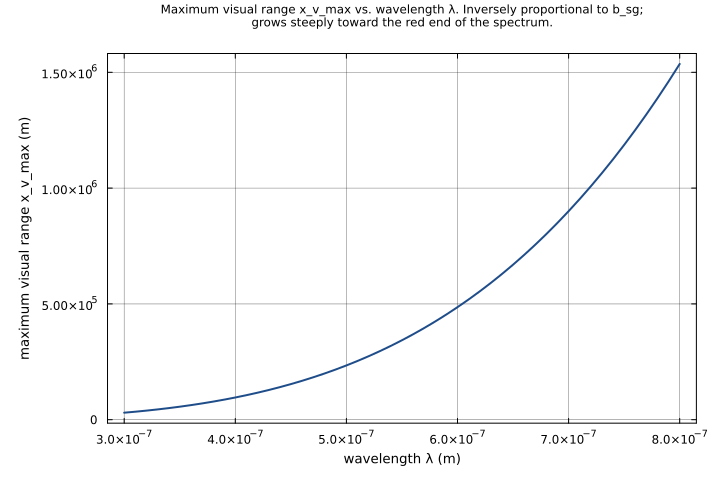 Maximum visual range x_v_max vs. wavelength λ. Inversely proportional to b_sg;
grows steeply toward the red end of the spectrum.
maximum visual range x_v_max (m)
1.50×10⁶
1.00×10⁶
5.00×10⁵
0
3.0×10⁻⁷ 4.0×10⁻⁷ 5.0×10⁻⁷ 6.0×10⁻⁷ 7.0×10⁻⁷ 8.0×10⁻⁷
wavelength λ (m)